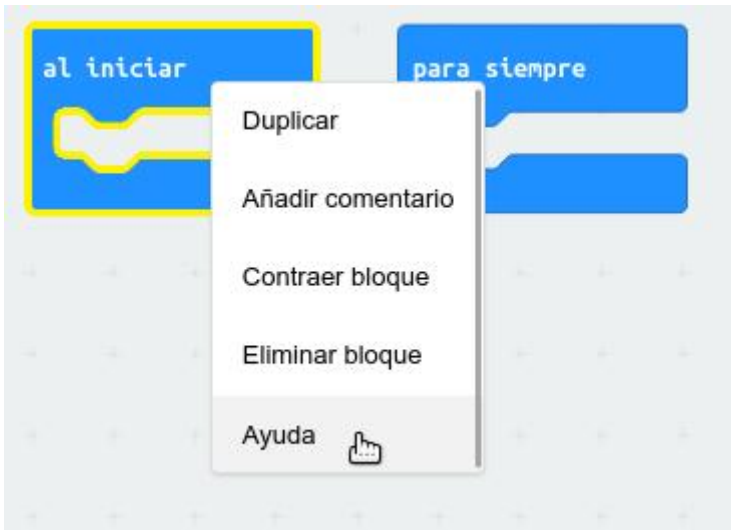 al iniciar
para siempre
Duplicar
Añadir comentario
Contraer bloque
Eliminar bloque
Ayuda